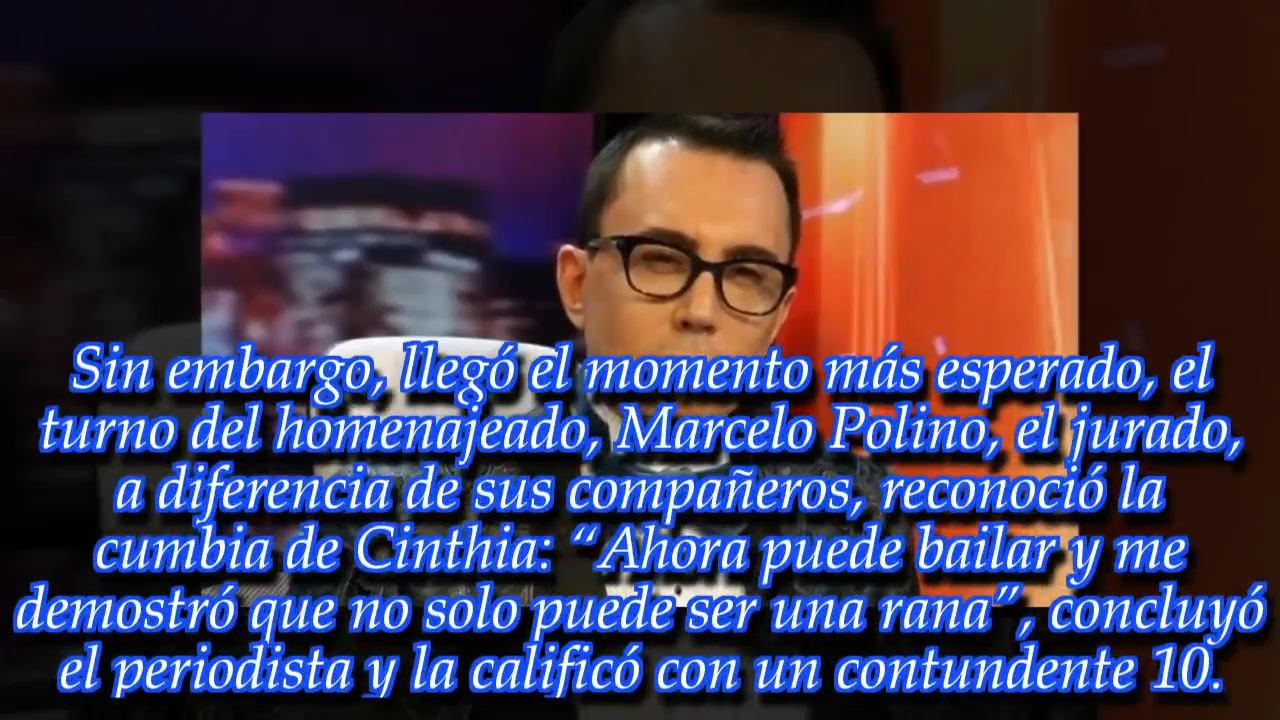 Sin embargo, llegó el momento más esperado, el
turno del homenajeado, Marcelo Polino, el jurado,
a diferencia de sus compañeros, reconoció la
cumbia de Cinthia: “Ahora puede bailar y me
demostró que no solo puede ser una rana”, concluyó
el periodista y la calificó con un contundente 10.